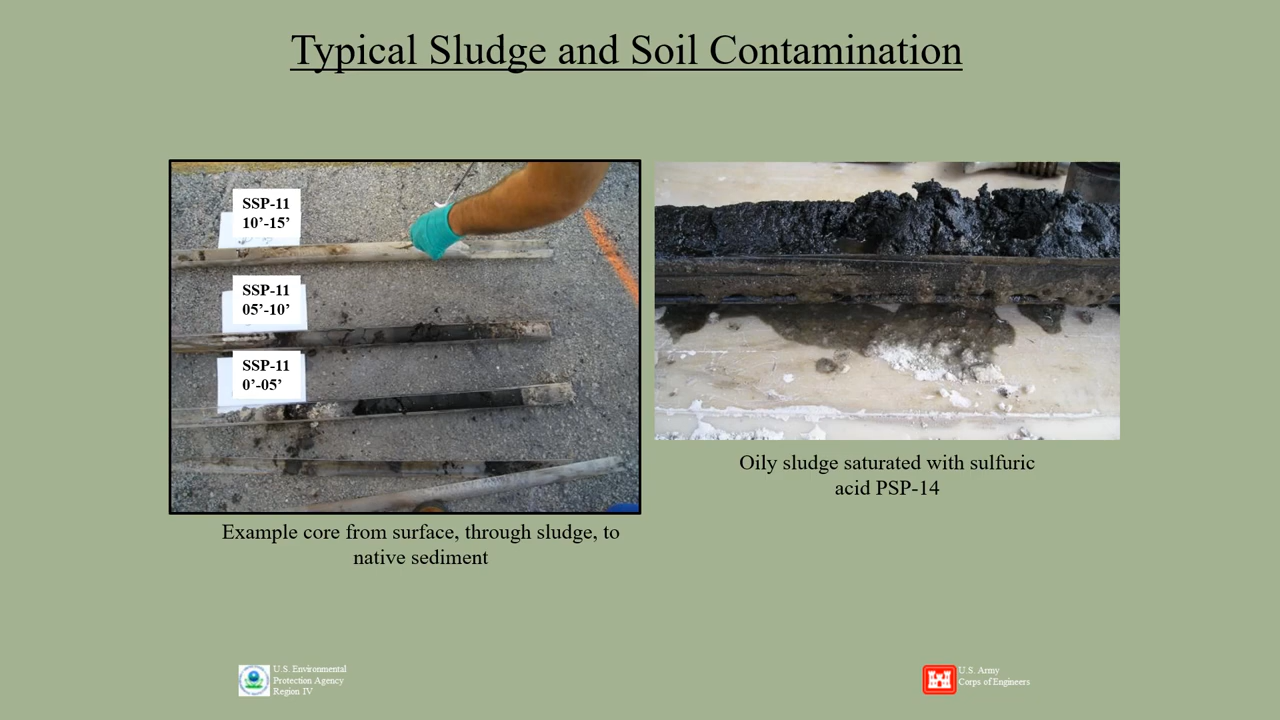 Typical Sludge and Soil Contamination
SSP-11
10’-15’
SSP-11
05’-10’
SSP-11
0’-05’
Example core from surface, through sludge, to
native sediment
Oily sludge saturated with sulfuric
acid PSP-14
U.S. Environmental
Protection Agency
Region IV
U.S. Army
Corps of Engineers